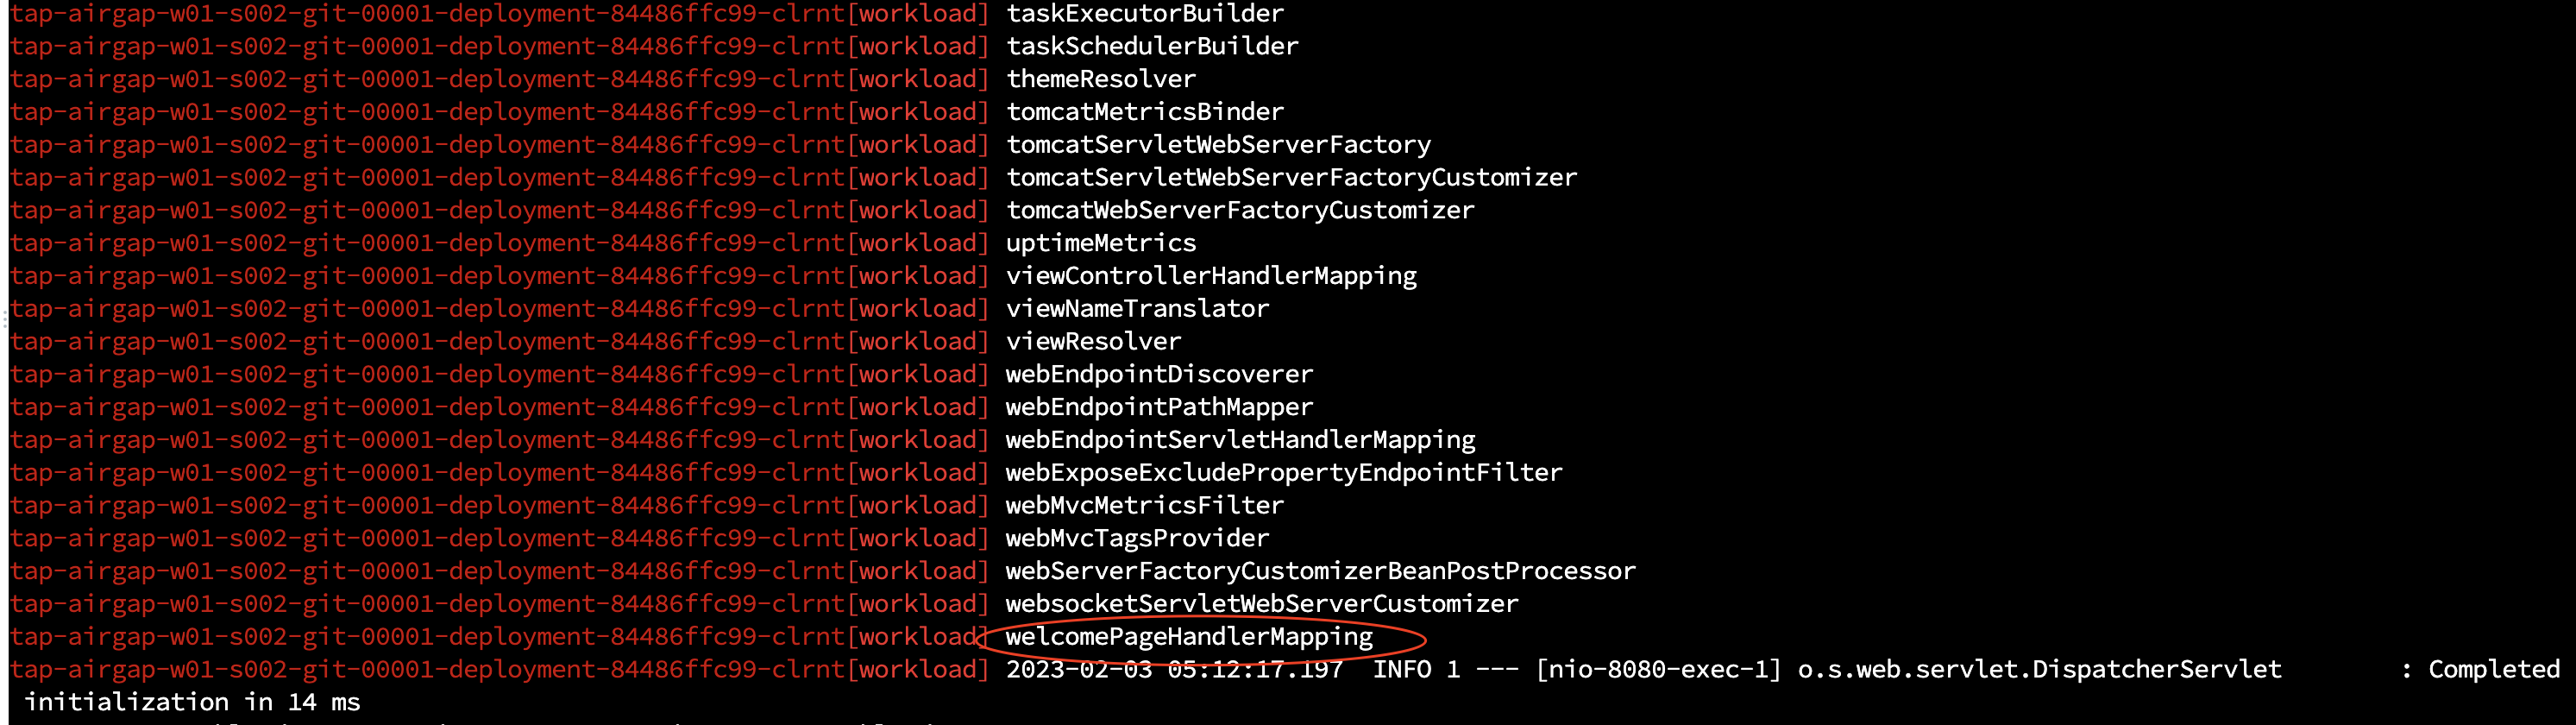 tap-airgap-w01-s002-git-00001-deployment-84486ffc99-clrnt[workload] taskExecutorBuilder
tap-airgap-w01-s002-git-00001-deployment-84486ffc99-clrnt[workload] taskSchedulerBuilder
tap-airgap-w01-s002-git-00001-deployment-84486ffc99-clrnt[workload] themeResolver
tap-airgap-w01-s002-git-00001-deployment-84486ffc99-clrnt[workload] tomcatMetricsBinder
tap-airgap-w01-s002-git-00001-deployment-84486ffc99-clrnt[workload] tomcatServletWebServerFactory
tap-airgap-w01-s002-git-00001-deployment-84486ffc99-clrnt[workload] tomcatServletWebServerFactoryCustomizer
tap-airgap-w01-s002-git-00001-deployment-84486ffc99-clrnt[workload] tomcatWebServerFactoryCustomizer
tap-airgap-w01-s002-git-00001-deployment-84486ffc99-clrnt[workload] uptimeMetrics
tap-airgap-w01-s002-git-00001-deployment-84486ffc99-clrnt[workload] viewControllerHandlerMapping
tap-airgap-w01-s002-git-00001-deployment-84486ffc99-clrnt[workload] viewNameTranslator
tap-airgap-w01-s002-git-00001-deployment-84486ffc99-clrnt[workload] viewResolver
tap-airgap-w01-s002-git-00001-deployment-84486ffc99-clrnt[workload] webEndpointDiscoverer
tap-airgap-w01-s002-git-00001-deployment-84486ffc99-clrnt[workload] webEndpointPathMapper
tap-airgap-w01-s002-git-00001-deployment-84486ffc99-clrnt[workload] webEndpointServletHandlerMapping
tap-airgap-w01-s002-git-00001-deployment-84486ffc99-clrnt[workload] webExposeExcludePropertyEndpointFilter
tap-airgap-w01-s002-git-00001-deployment-84486ffc99-clrnt[workload] webMvcMetricsFilter
tap-airgap-w01-s002-git-00001-deployment-84486ffc99-clrnt[workload] webMvcTagsProvider
tap-airgap-w01-s002-git-00001-deployment-84486ffc99-clrnt[workload] webServerFactoryCustomizerBeanPostProcessor
tap-airgap-w01-s002-git-00001-deployment-84486ffc99-clrnt[workload] websocketServletWebServerCustomizer
tap-airgap-w01-s002-git-00001-deployment-84486ffc99-clrnt[workload] welcomePageHandlerMapping
tap-airgap-w01-s002-git-00001-deployment-84486ffc99-clrnt[workload] 2023-02-03 05:12:17.197  INFO 1 --- [nio-8080-exec-1] o.s.web.servlet.DispatcherServlet        : Completed
initialization in 14 ms